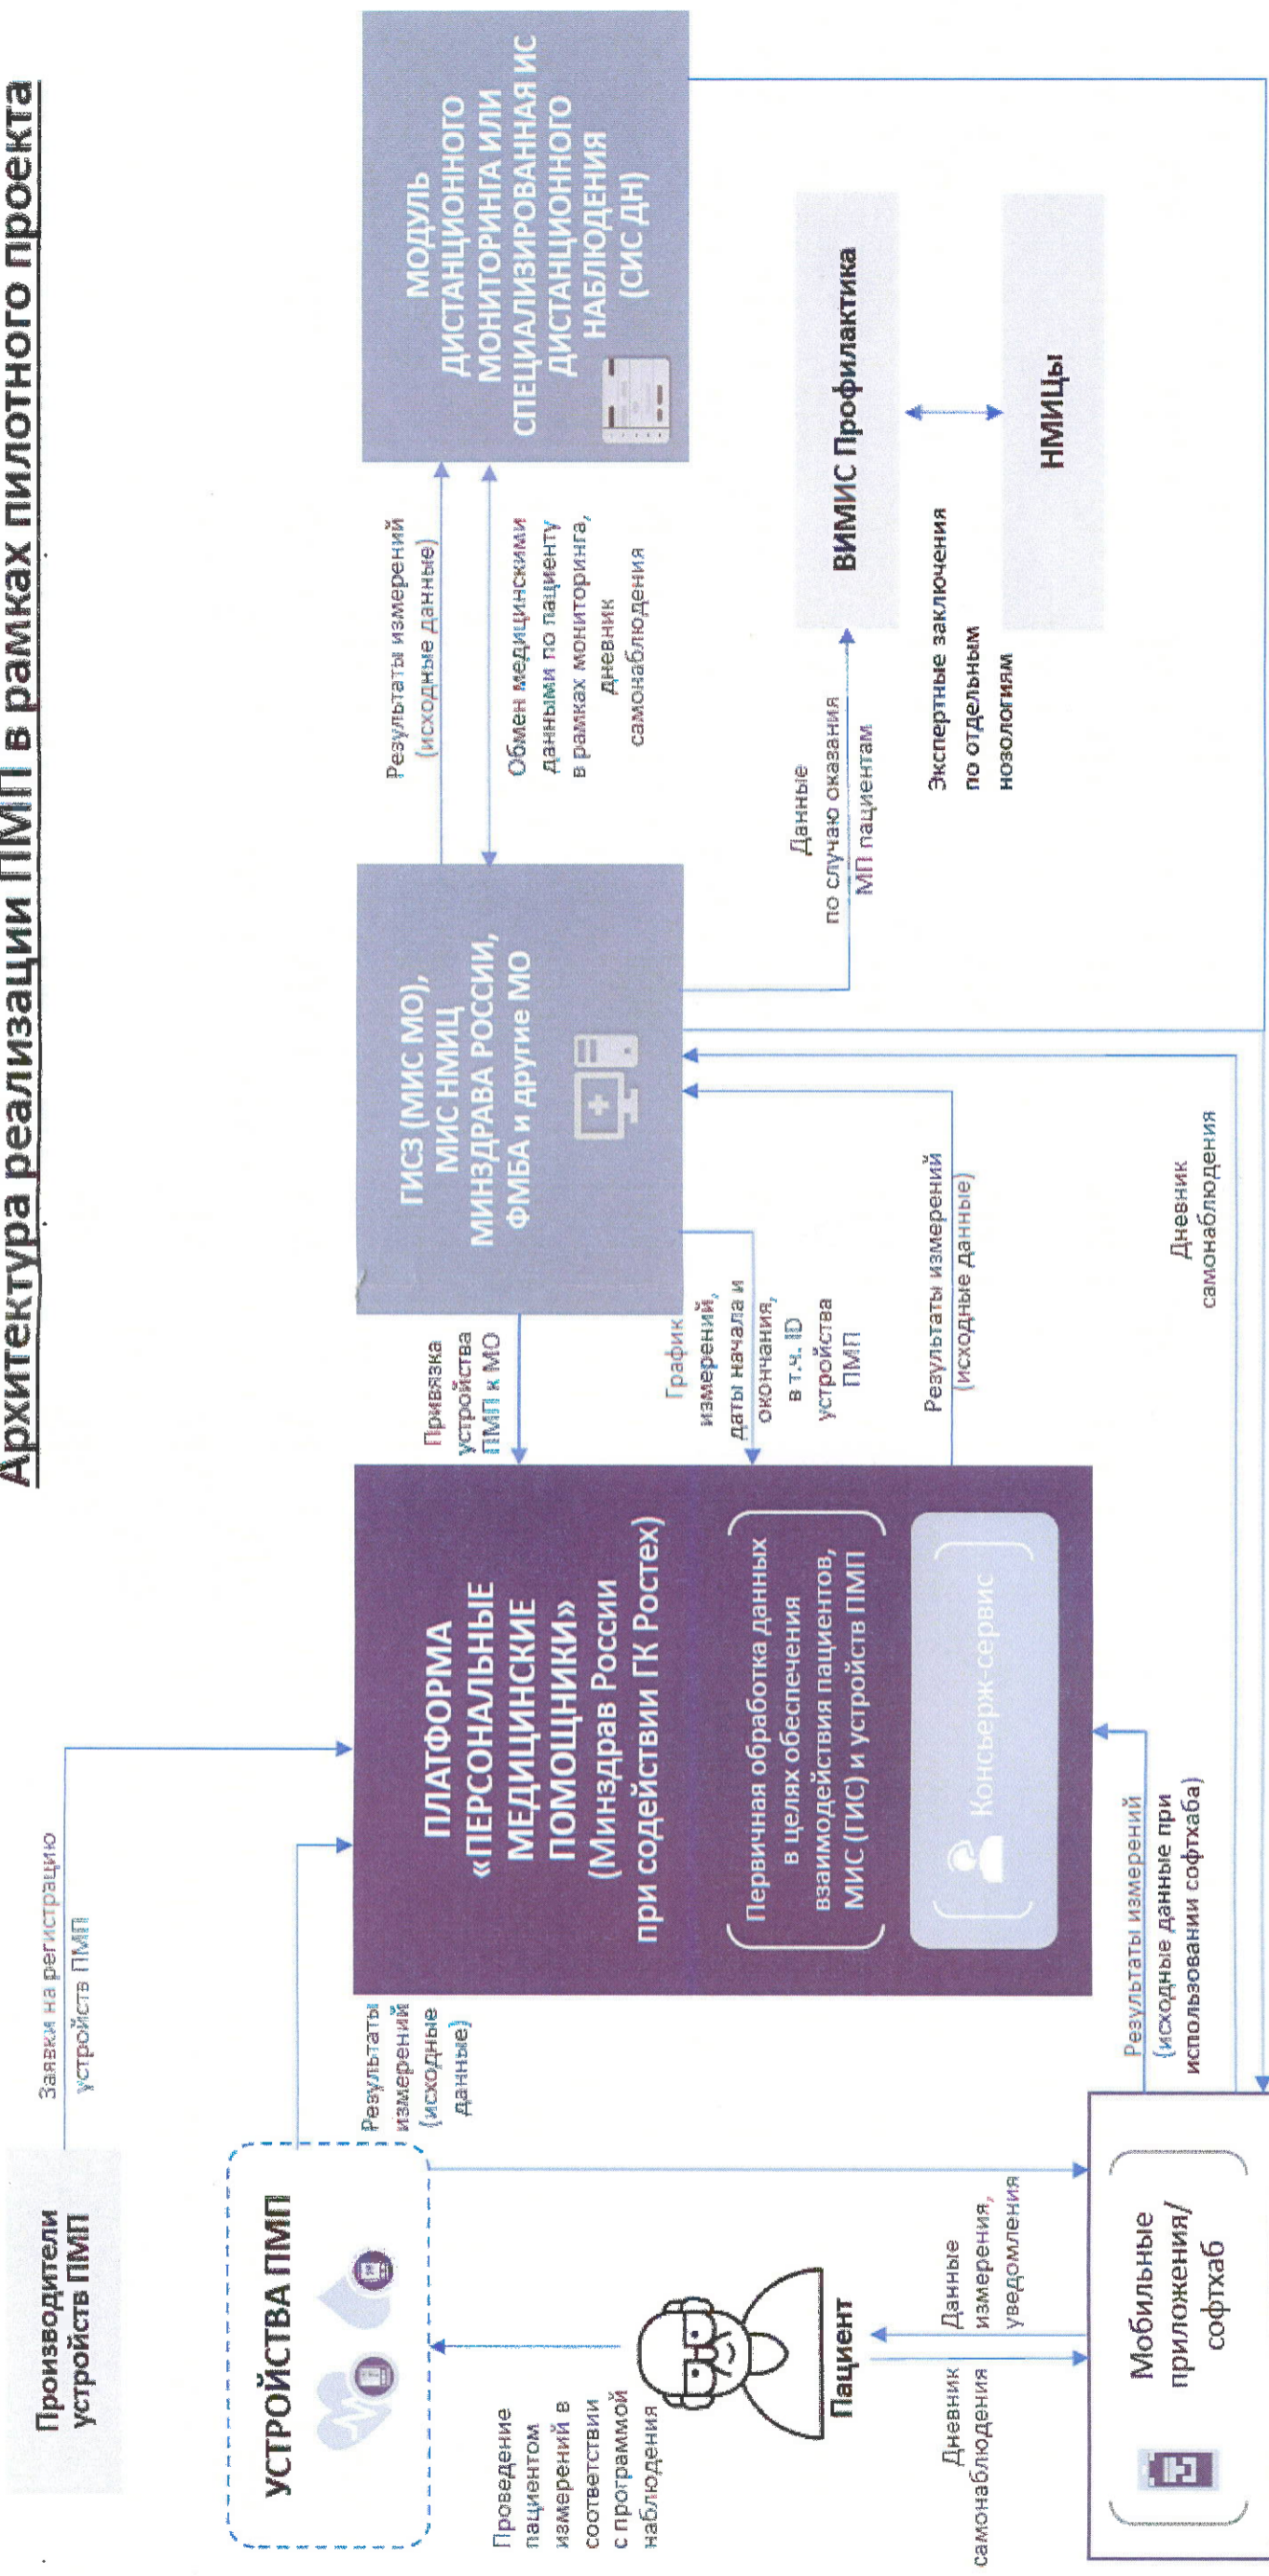 Архитектура реализации ПМП в рамках пилотного проекта
Производители
устройств ПМП
Заявки на регистрацию
устройств ПМП
УСТРОЙСТВА ПМП
Результаты
измерений
(исходные
данные)
ПЛАТФОРМА
«ПЕРСОНАЛЬНЫЕ
МЕДИЦИНСКИЕ
ПОМОЩНИКИ»
(Минздрав России
при содействии ГК Ростех)
Первичная обработка данных
в целях обеспечения
взаимодействия пациентов,
МИС (ГИС) и устройств ПМП
Консьерж-сервис
Привязка
устройства
ПМП к МО
График
измерений,
даты начала и
окончания,
в т.ч. ID
устройства
ПМП
Результаты измерений
(исходные данные)
ГИСЗ (МИС МО),
МИС НМИЦ
МИНЗДРАВА РОССИИ,
ФМБА и другие МО
Результаты измерений
(исходные данные)
Обмен медицинскими
данными по пациенту
в рамках мониторинга,
дневник
самонаблюдения
МОДУЛЬ
ДИСТАНЦИОННОГО
МОНИТОРИНГА ИЛИ
СПЕЦИАЛИЗИРОВАННАЯ ИС
ДИСТАНЦИОННОГО
НАБЛЮДЕНИЯ
(СИС ДН)
Данные
по случаю оказания
МП пациентам
ВИМИС Профилактика
Экспертные заключения
по отдельным
нозологиям
НМИЦы
Проведение
пациентом
измерений в
соответствии
с программой
наблюдения
Пациент
Дневник
самонаблюдения
Данные
измерения,
уведомления
Мобильные
приложения/
софтхаб
Результаты измерений
(исходные данные при
использовании софтхаба)
Дневник
самонаблюдения